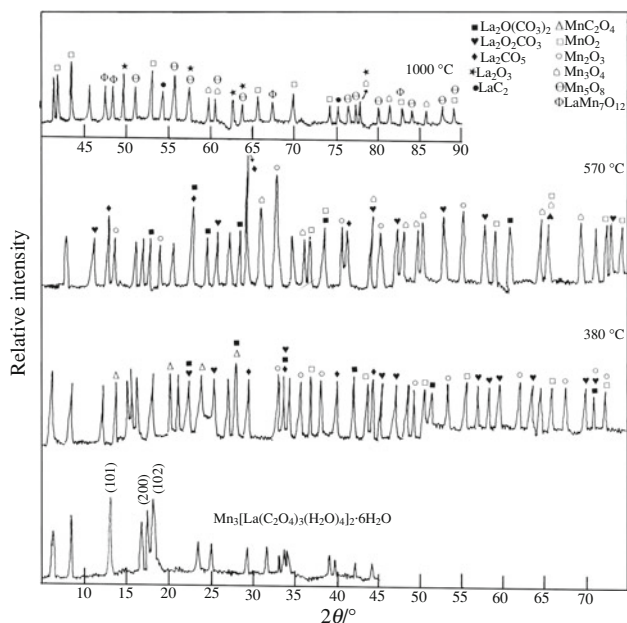 La₂O(CO₃)₂ MnC₂O₄
La₂O₂CO₃ MnO₂
La₂CO₅ Mn₂O₃
La₂O₃ Mn₃O₄
LaC₂ Mn₅O₈
LaMn₇O₁₂
1000 °C
45 50 55 60 65 70 75 80 85 90
570 °C
380 °C
(101)
(200)
(102)
Mn₃[La(C₂O₄)₃(H₂O)₄]₂·6H₂O
10 15 20 25 30 35 40 45 50 55 60 65 70
2θ/°
Relative intensity